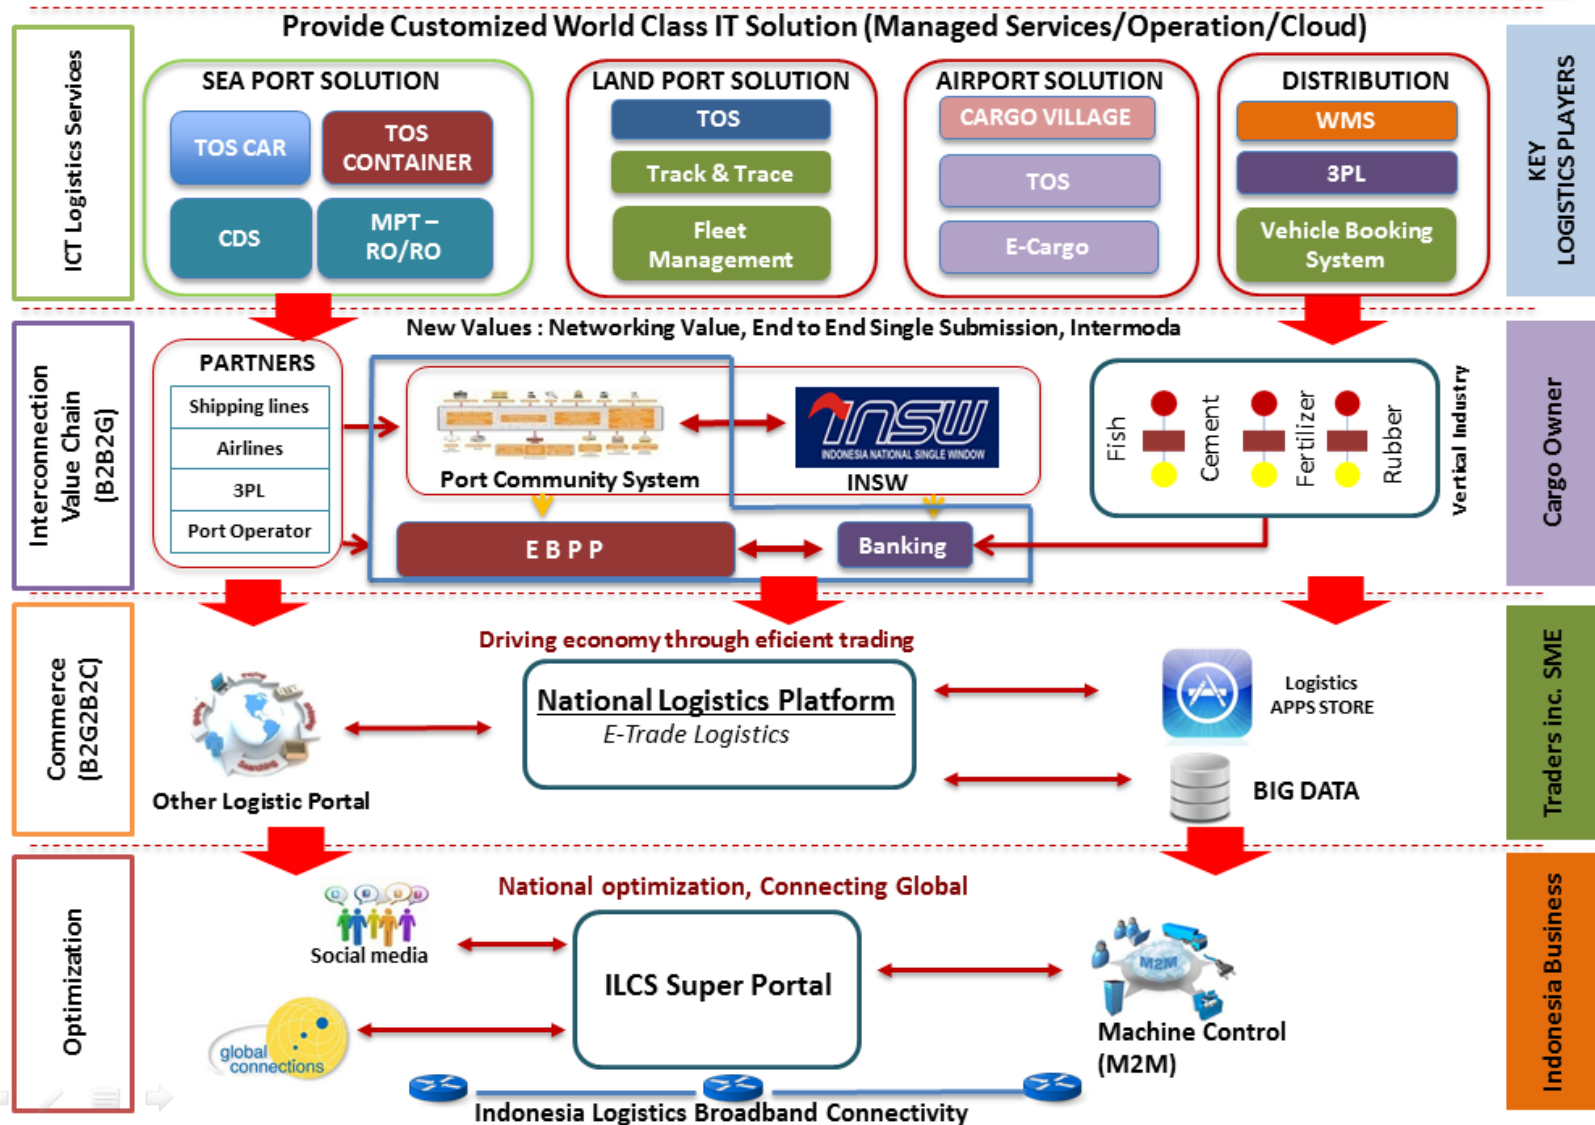 Provide Customized World Class IT Solution (Managed Services/Operation/Cloud)
ICT Logistics Services
SEA PORT SOLUTION
TOS CAR
TOS
CONTAINER
CDS
MPT –
RO/RO
LAND PORT SOLUTION
TOS
Track & Trace
Fleet
Management
AIRPORT SOLUTION
CARGO VILLAGE
TOS
E-Cargo
DISTRIBUTION
WMS
3PL
Vehicle Booking
System
KEY
LOGISTICS PLAYERS
New Values : Networking Value, End to End Single Submission, Intermoda
Interconnection
Value Chain
(B2B2G)
PARTNERS
Shipping lines
Airlines
3PL
Port Operator
Port Community System
INSW
INDONESIA NATIONAL SINGLE WINDOW
INSW
E B P P
Banking
Fish
Cement
Fertilizer
Rubber
Vertical Industry
Cargo Owner
Commerce
(B2G2B2C)
Driving economy through eficient trading
National Logistics Platform
E-Trade Logistics
Searching
Other Logistic Portal
Logistics
APPS STORE
BIG DATA
Traders inc. SME
Optimization
National optimization, Connecting Global
Social media
global
connections
ILCS Super Portal
M2M
Machine Control
(M2M)
Indonesia Logistics Broadband Connectivity
Indonesia Business